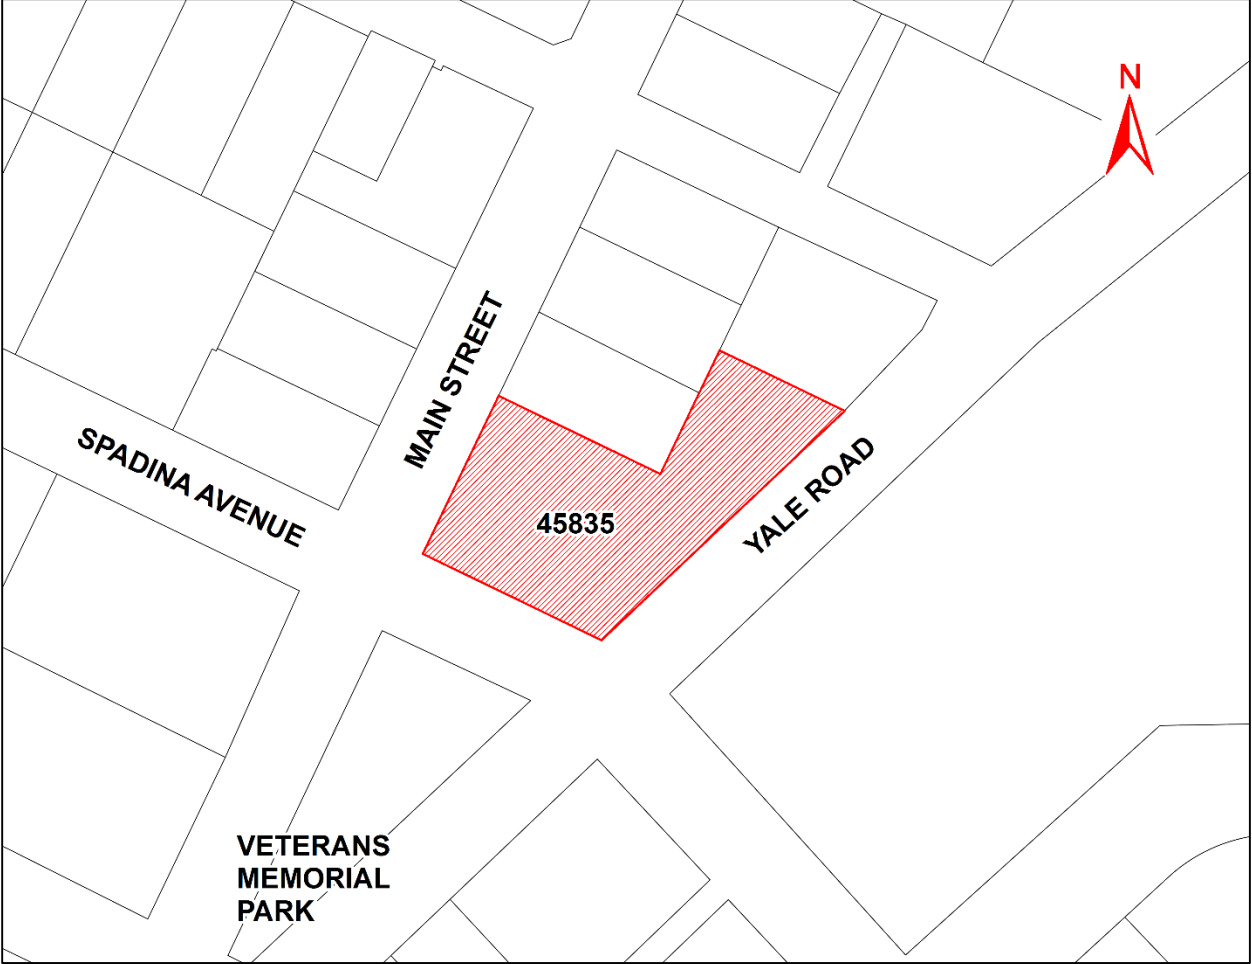 N
MAIN STREET
SPADINA AVENUE
YALE ROAD
45835
VETERANS
MEMORIAL
PARK